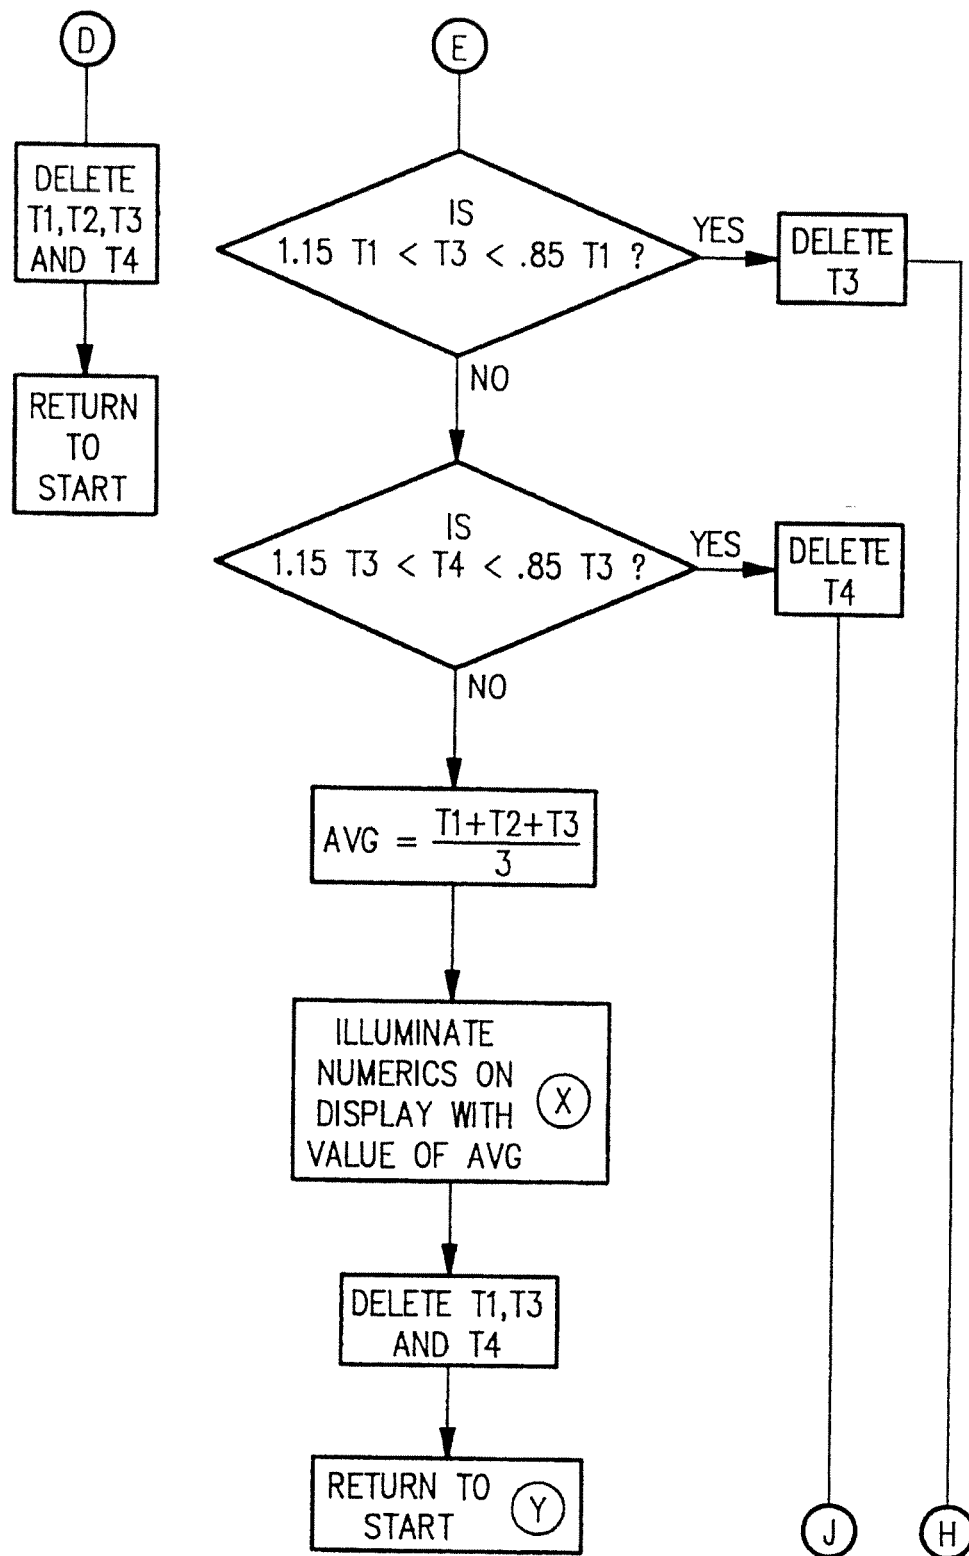 D
DELETE
T1,T2,T3
AND T4
RETURN
TO
START
E
IS
1.15 T1 < T3 < .85 T1 ?
YES
DELETE
T3
NO
IS
1.15 T3 < T4 < .85 T3 ?
YES
DELETE
T4
NO
AVG = T1+T2+T3
3
ILLUMINATE
NUMERICS ON
DISPLAY WITH
VALUE OF AVG
X
DELETE T1,T3
AND T4
RETURN TO
START
Y
J
H